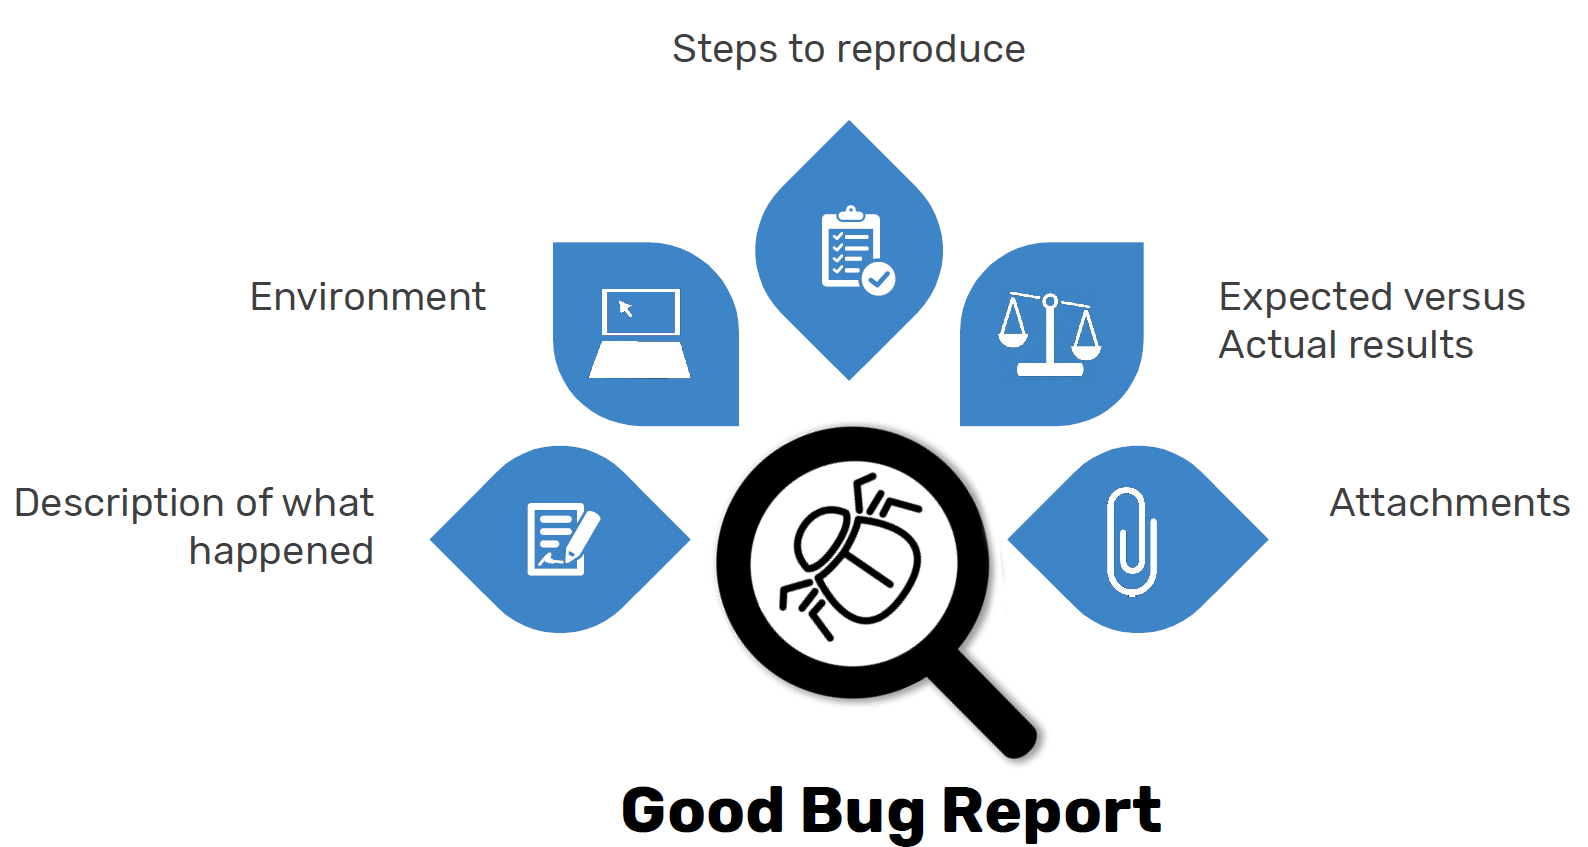 Steps to reproduce
Environment
Expected versus
Actual results
Description of what
happened
Attachments
Good Bug Report